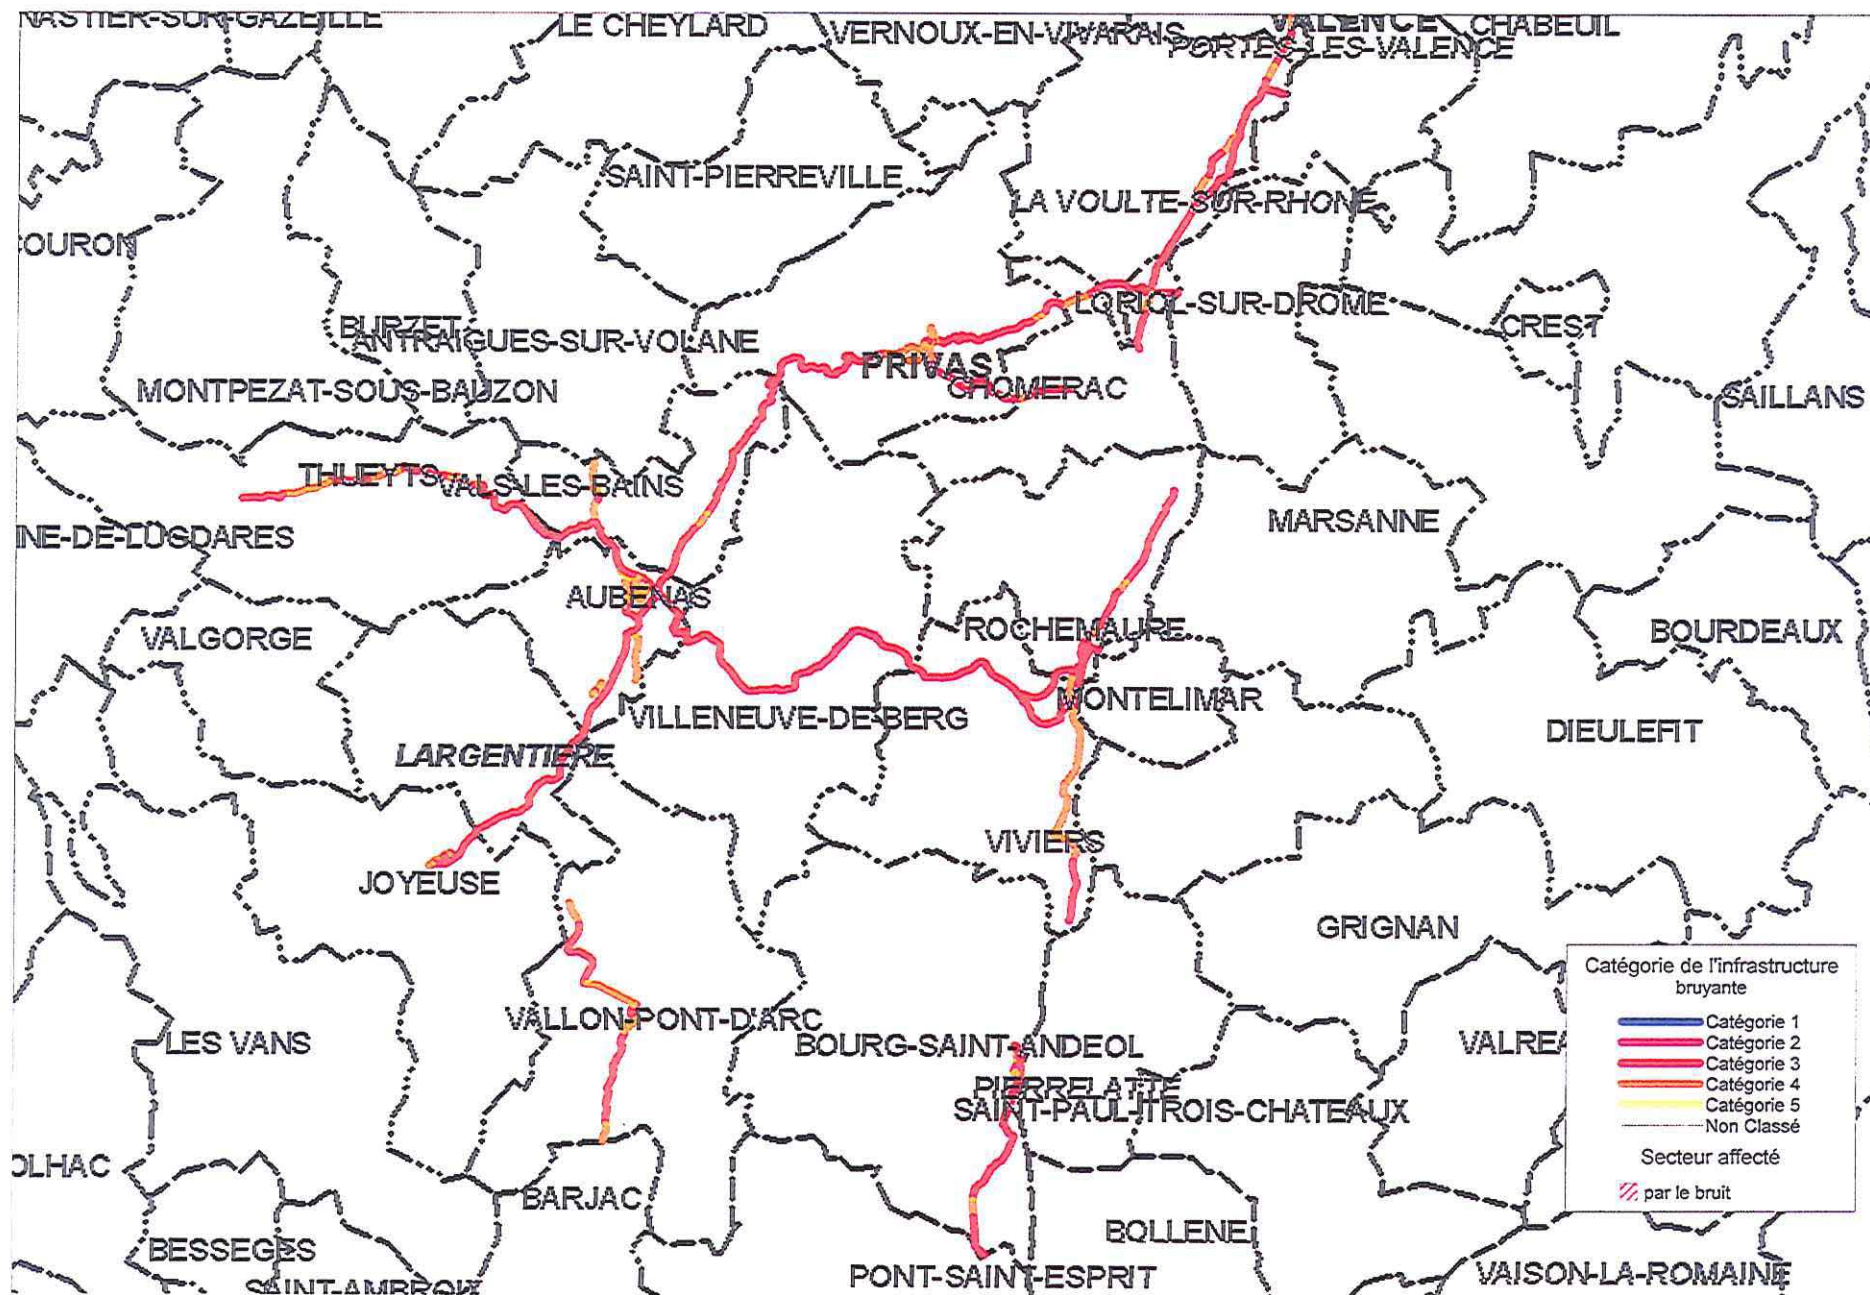 NASTIER-SUR-GAZEILLE
LE CHEYLARD
VERNOUX-EN-VIVARAIS
VALENCE
CHABEUIL
PORTES-LES-VALENCE
SAINT-PIERREVILLE
LA VOULTE-SUR-RHONE
COURON
LORIOL-SUR-DROME
BURZET
ANTRAIGUES-SUR-VOLANE
CREST
PRIVAS
CHOMERAC
MONTPEZAT-SOUS-BAUZON
SAILLANS
THUEYTS
VALS-LES-BAINS
MARSANNE
INE-DE-LUGDARES
AUBENAS
VALGORGE
ROCHEMAURE
BOURDEAUX
MONTELIMAR
VILLENEUVE-DE-BERG
DIEULEFIT
LARGENTIERE
VIVIERS
JOYEUSE
GRIGNAN
Catégorie de l'infrastructure
bruyante
Catégorie 1
Catégorie 2
Catégorie 3
Catégorie 4
Catégorie 5
Non Classé
Secteur affecté
par le bruit
VALLON-PONT-D'ARC
LES VANS
BOURG-SAINT-ANDEOL
VALREA
PIERRELATTE
SAINT-PAUL-TROIS-CHATEAUX
OLHAC
BARJAC
BOLLENE
BESSEGES
PONT-SAINT-ESPRIT
VAISON-LA-ROMAINE
SAINT-AMBROIX